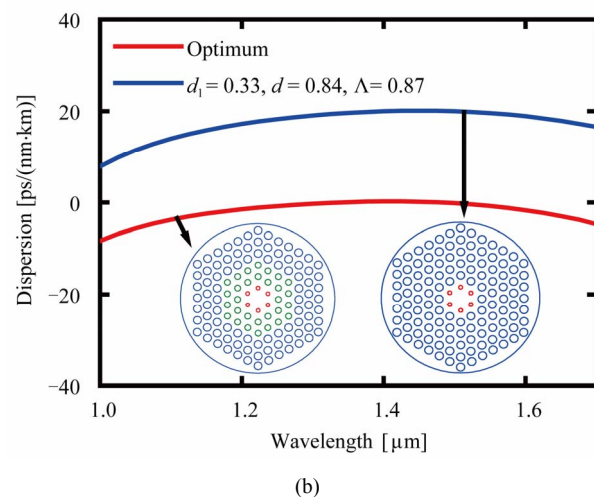 40
20
0
−20
−40
Dispersion [ps/(nm·km)]
Optimum
d₁ = 0.33, d = 0.84, Λ = 0.87
1.0 1.2 1.4 1.6
Wavelength [μm]
(b)